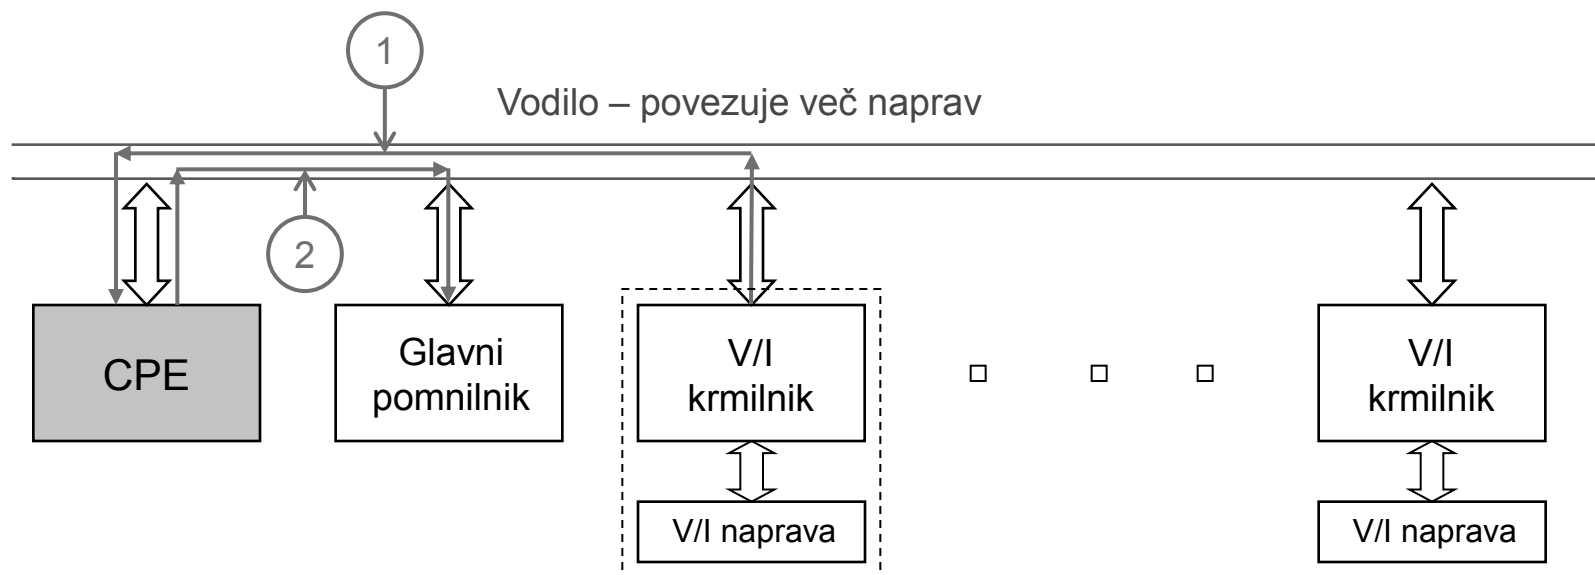 1
Vodilo – povezuje več naprav
2
CPE
Glavni
pomnilnik
V/I
krmilnik
V/I
krmilnik
V/I naprava
V/I naprava